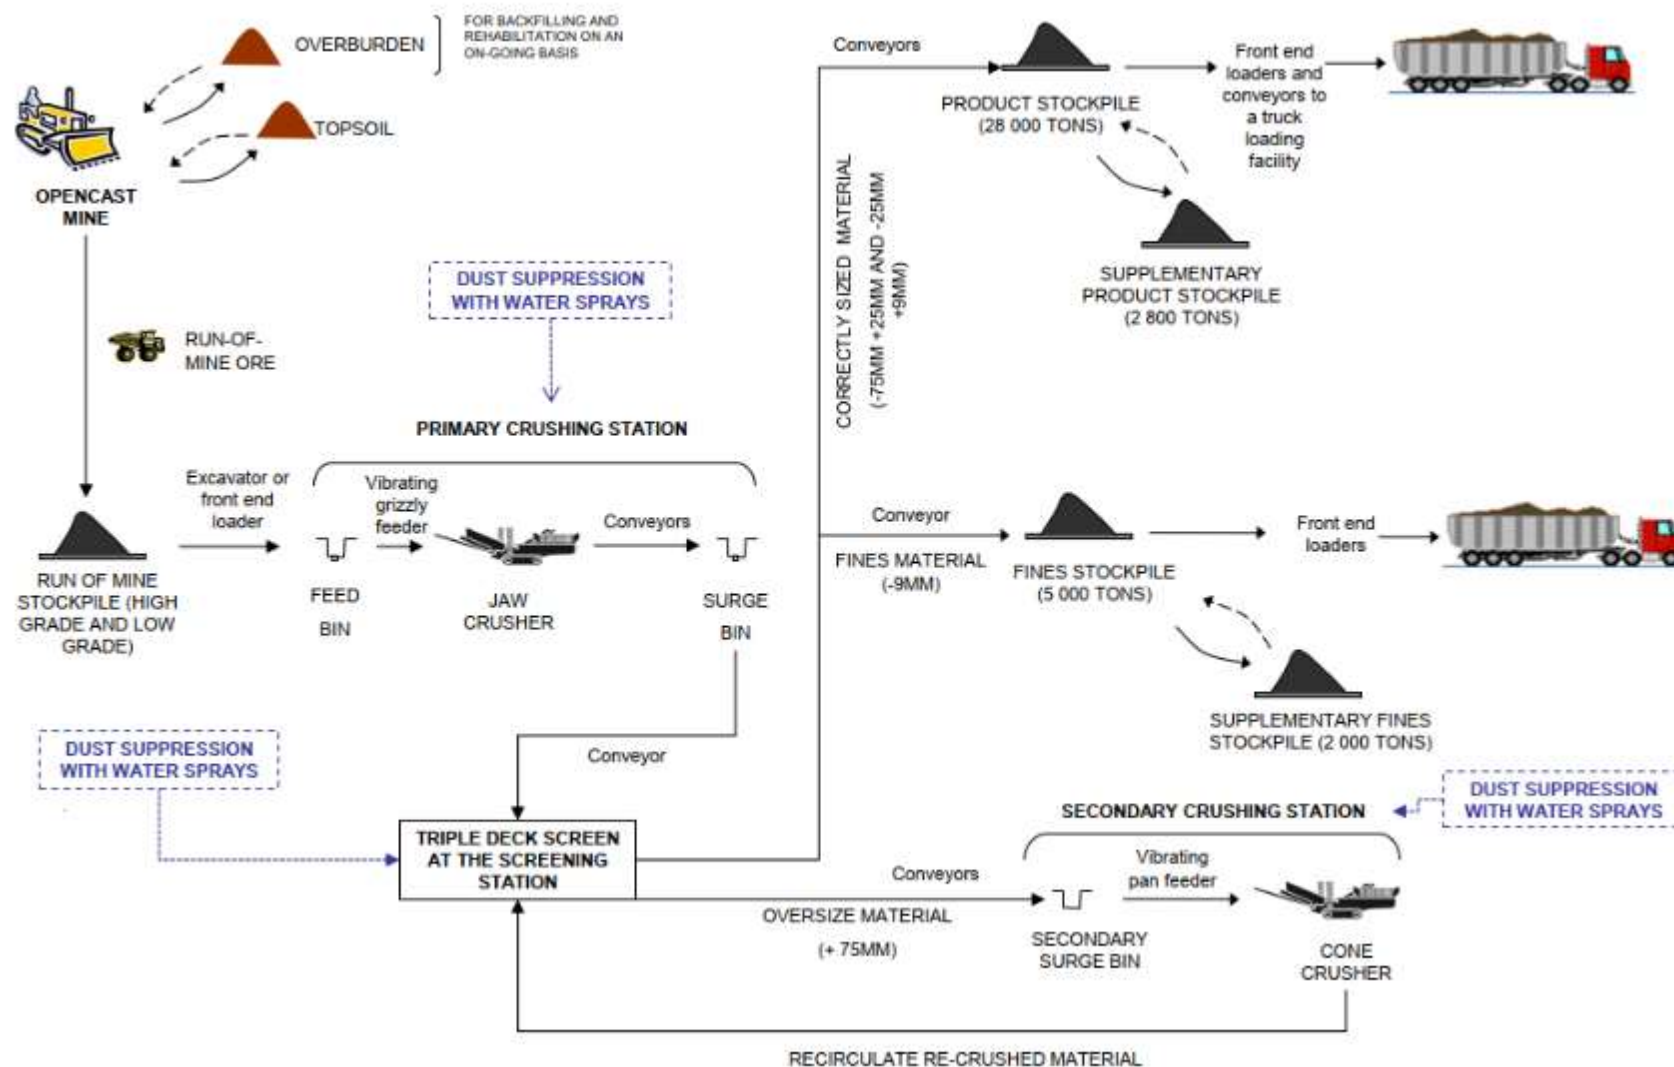 OVERBURDEN
FOR BACKFILLING AND
REHABILITATION ON AN
ON-GOING BASIS
TOPSOIL
OPENCAST
MINE
RUN-OF-
MINE ORE
DUST SUPPRESSION
WITH WATER SPRAYS
PRIMARY CRUSHING STATION
Excavator or
front end
loader
Vibrating
grizzly
feeder
Conveyors
RUN OF MINE
STOCKPILE (HIGH
GRADE AND LOW
GRADE)
FEED
BIN
JAW
CRUSHER
SURGE
BIN
Conveyor
DUST SUPPRESSION
WITH WATER SPRAYS
TRIPLE DECK SCREEN
AT THE SCREENING
STATION
Conveyors
CORRECTLY SIZED MATERIAL
(-75MM +25MM AND -25MM
+9MM)
PRODUCT STOCKPILE
(28 000 TONS)
Front end
loaders and
conveyors to
a truck
loading
facility
SUPPLEMENTARY
PRODUCT STOCKPILE
(2 800 TONS)
Conveyor
FINES MATERIAL
(-9MM)
FINES STOCKPILE
(5 000 TONS)
Front end
loaders
SUPPLEMENTARY FINES
STOCKPILE (2 000 TONS)
DUST SUPPRESSION
WITH WATER SPRAYS
SECONDARY CRUSHING STATION
Conveyors
OVERSIZE MATERIAL
(+ 75MM)
Vibrating
pan feeder
SECONDARY
SURGE BIN
CONE
CRUSHER
RECIRCULATE RE-CRUSHED MATERIAL